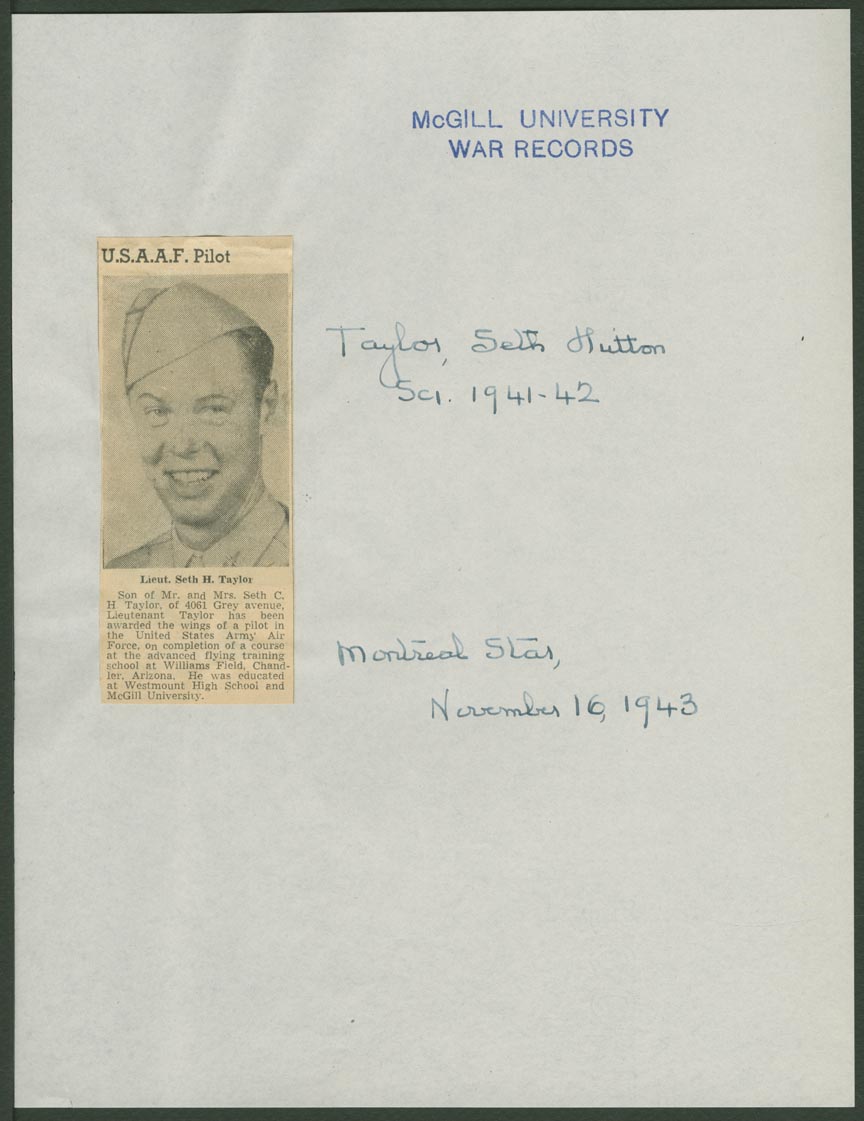 McGILL UNIVERSITY
WAR RECORDS
U.S.A.A.F. Pilot
Taylor, Seth Hutton
Sci. 1941-42
Lieut. Seth H. Taylor
Son of Mr. and Mrs. Seth C.
H Taylor, of 4061 Grey avenue,
Lieutenant Taylor has been
awarded the wings of a pilot in
the United States Army Air
Force, on completion of a course
at the advanced flying training
school at Williams Field, Chand-
ler, Arizona. He was educated
at Westmount High School and
McGill University.
Montreal Star,
November 16, 1943